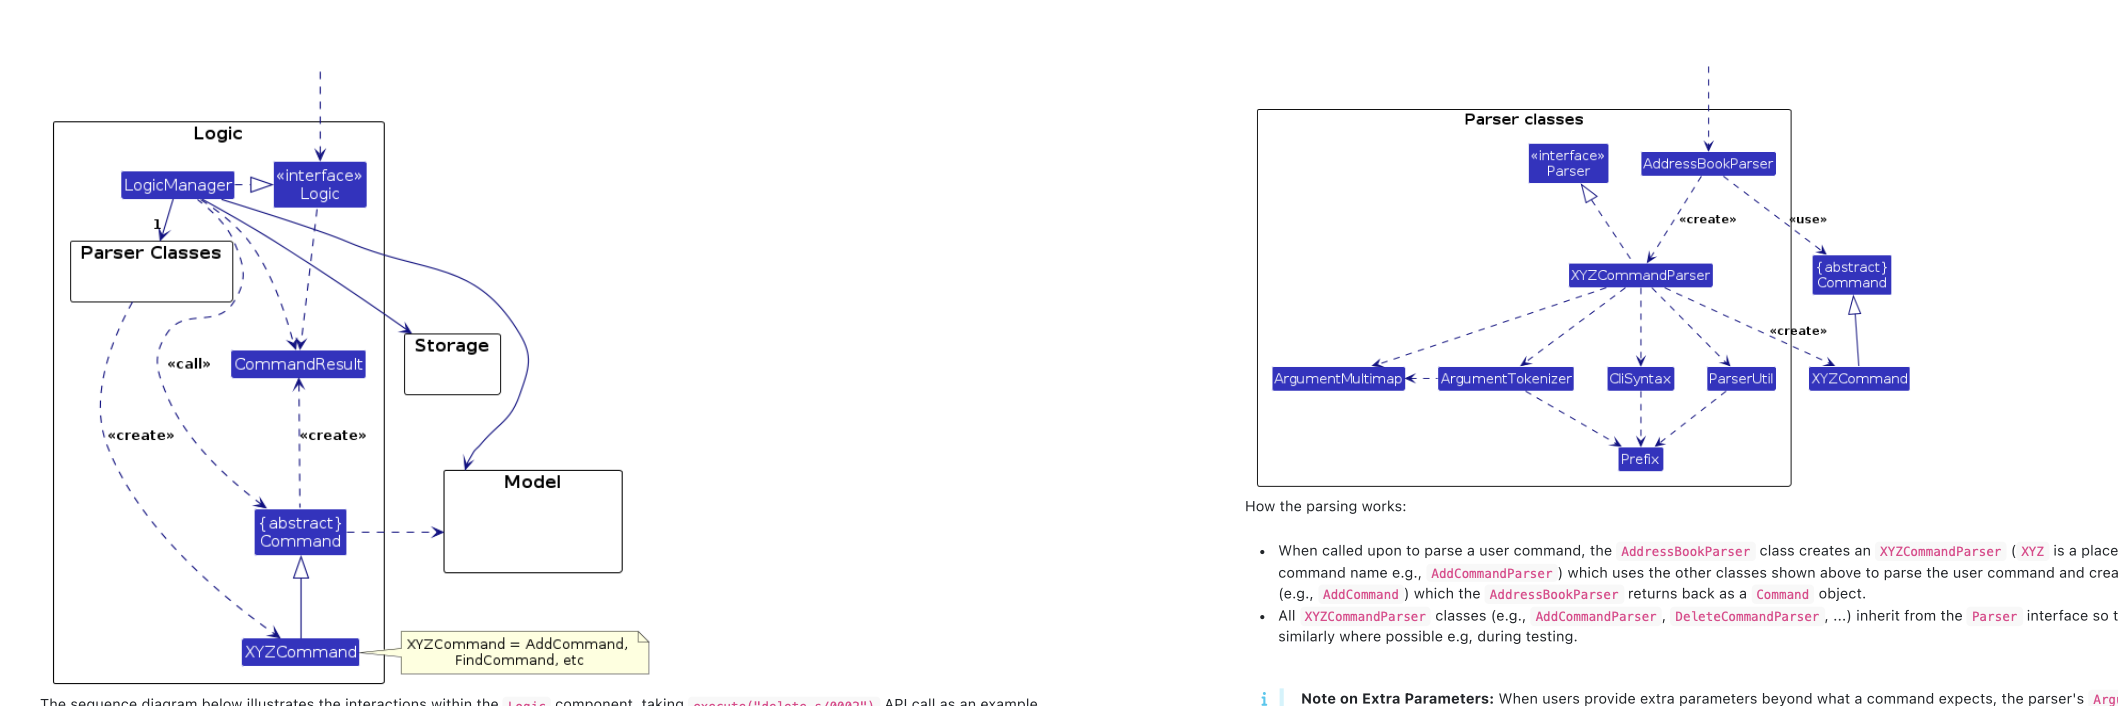 Logic
LogicManager
«interface»
Logic
1
Parser Classes
Storage
«call»
CommandResult
«create»
«create»
Model
{abstract}
Command
XYZCommand
XYZCommand = AddCommand,
FindCommand, etc
The sequence diagram below illustrates the interactions within the Logic component, taking execute("delete s/0002") API call as an example
Parser classes
«interface»
Parser
AddressBookParser
«create»
«use»
XYZCommandParser
{abstract}
Command
«create»
ArgumentMultimap
ArgumentTokenizer
CliSyntax
ParserUtil
XYZCommand
Prefix
How the parsing works:
• When called upon to parse a user command, the AddressBookParser class creates an XYZCommandParser ( XYZ is a place
command name e.g., AddCommandParser ) which uses the other classes shown above to parse the user command and crea
(e.g., AddCommand ) which the AddressBookParser returns back as a Command object.
• All XYZCommandParser classes (e.g., AddCommandParser , DeleteCommandParser , ...) inherit from the Parser interface so t
similarly where possible e.g, during testing.
i Note on Extra Parameters: When users provide extra parameters beyond what a command expects, the parser's Arg